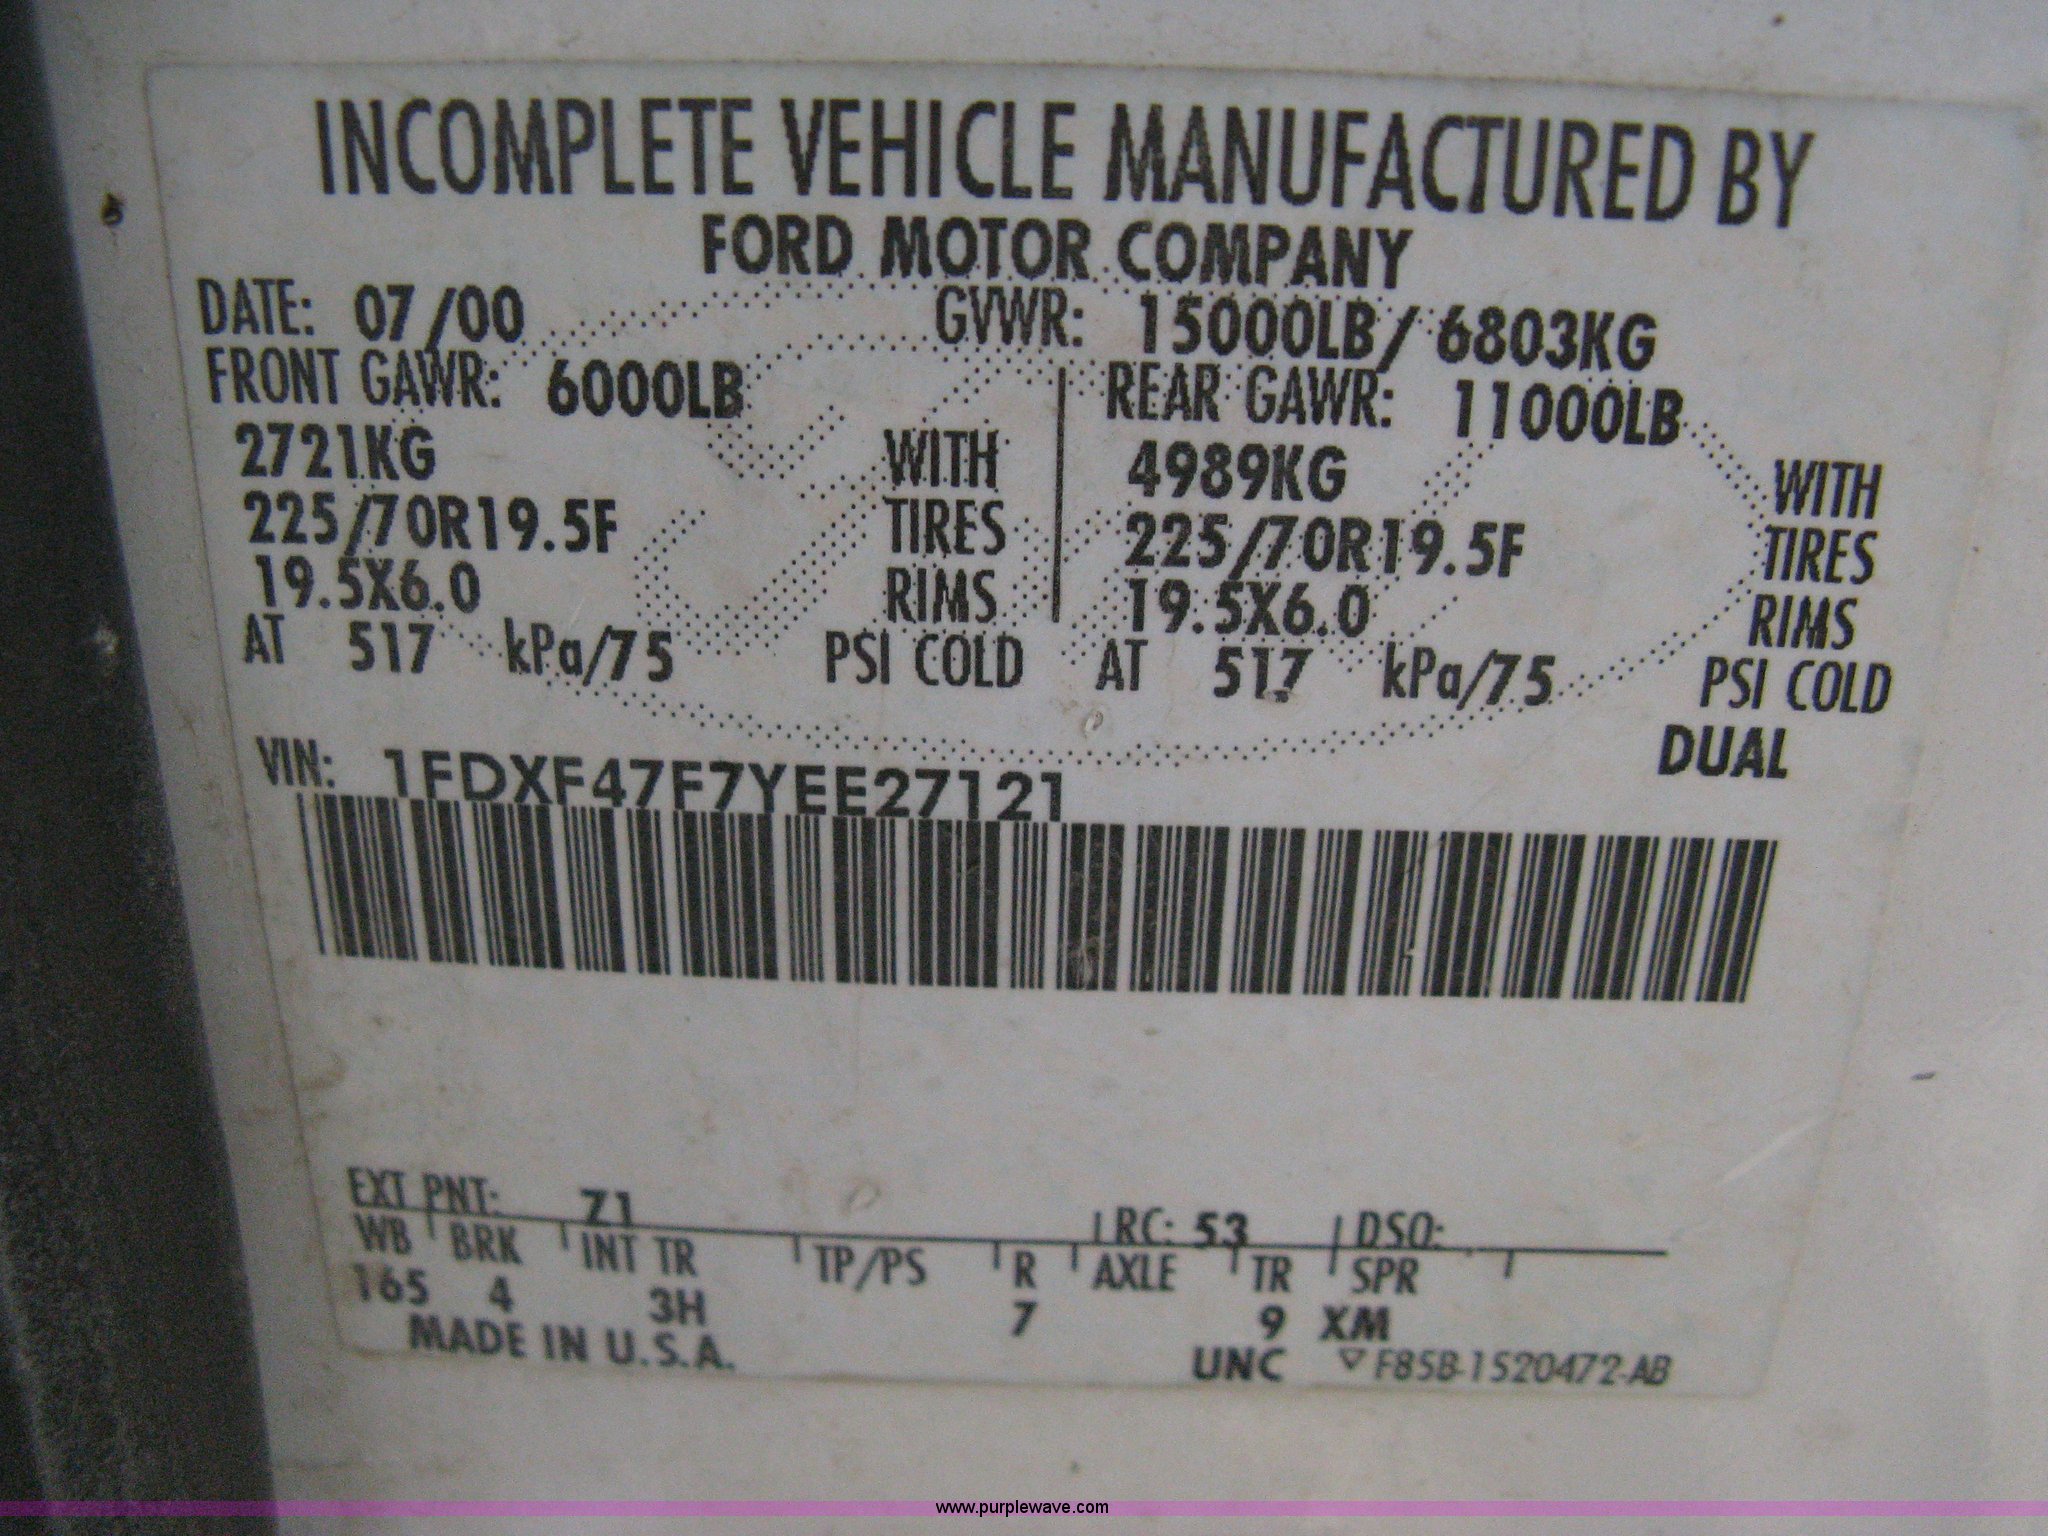 INCOMPLETE VEHICLE MANUFACTURED BY
FORD MOTOR COMPANY
DATE: 07/00 GVWR: 15000LB/ 6803KG
FRONT GAWR: 6000LB REAR GAWR: 11000LB
2721KG WITH 4989KG WITH
225/70R19.5F TIRES 225/70R19.5F TIRES
19.5X6.0 RIMS 19.5X6.0 RIMS
AT 517 kPa/75 PSI COLD AT 517 kPa/75 PSI COLD
DUAL
VIN: 1FDXF47F7YEE27121
EXT PNT: Z1 RC: 53 DSO:
WB BRK INT TR TP/PS R AXLE TR SPR
165 4 3H 7 9 XM
MADE IN U.S.A. UNC ▽ F85B-1520472-AB
www.purplewave.com